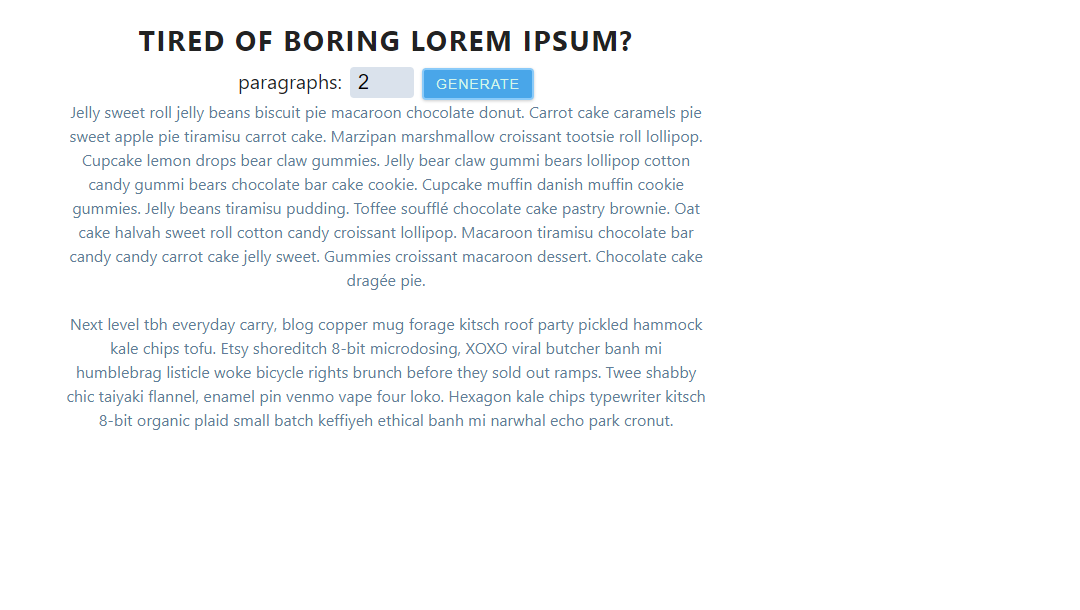 TIRED OF BORING LOREM IPSUM?
paragraphs: 2 GENERATE
Jelly sweet roll jelly beans biscuit pie macaroon chocolate donut. Carrot cake caramels pie
sweet apple pie tiramisu carrot cake. Marzipan marshmallow croissant tootsie roll lollipop.
Cupcake lemon drops bear claw gummies. Jelly bear claw gummi bears lollipop cotton
candy gummi bears chocolate bar cake cookie. Cupcake muffin danish muffin cookie
gummies. Jelly beans tiramisu pudding. Toffee soufflé chocolate cake pastry brownie. Oat
cake halvah sweet roll cotton candy croissant lollipop. Macaroon tiramisu chocolate bar
candy candy carrot cake jelly sweet. Gummies croissant macaroon dessert. Chocolate cake
dragée pie.
Next level tbh everyday carry, blog copper mug forage kitsch roof party pickled hammock
kale chips tofu. Etsy shoreditch 8-bit microdosing, XOXO viral butcher banh mi
humblebrag listicle woke bicycle rights brunch before they sold out ramps. Twee shabby
chic taiyaki flannel, enamel pin venmo vape four loko. Hexagon kale chips typewriter kitsch
8-bit organic plaid small batch keffiyeh ethical banh mi narwhal echo park cronut.